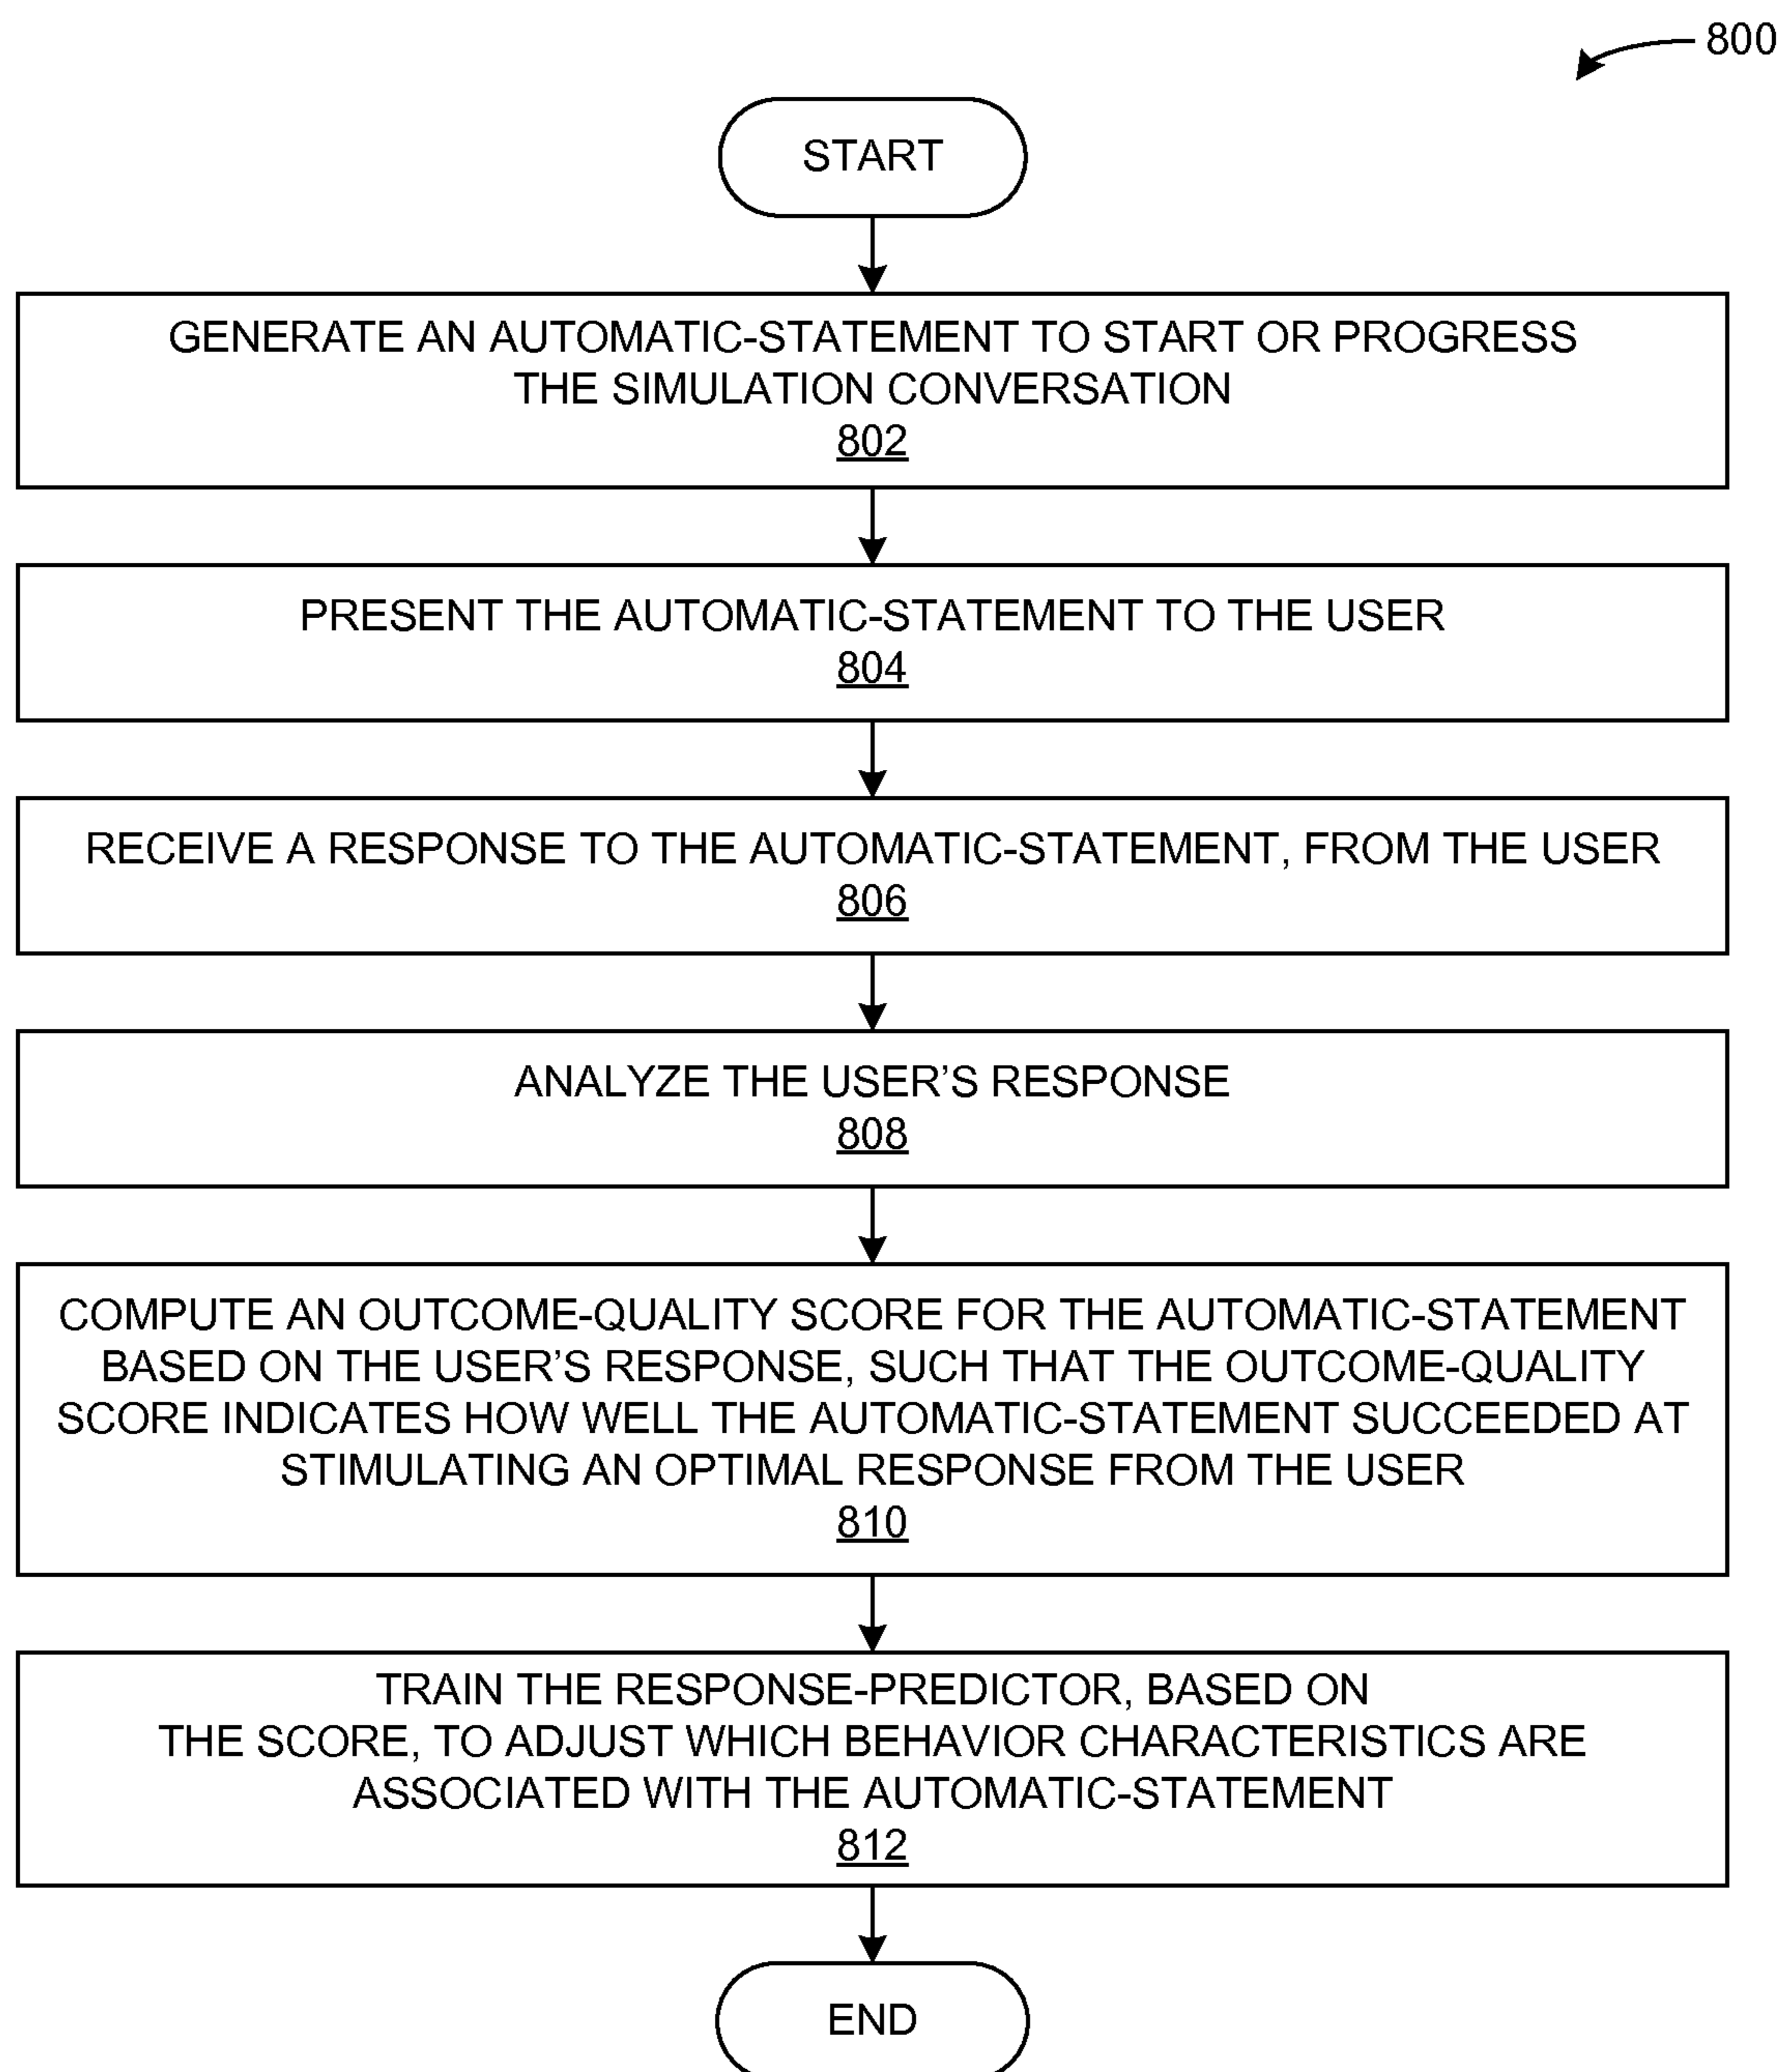 800
START
GENERATE AN AUTOMATIC-STATEMENT TO START OR PROGRESS
THE SIMULATION CONVERSATION
802
PRESENT THE AUTOMATIC-STATEMENT TO THE USER
804
RECEIVE A RESPONSE TO THE AUTOMATIC-STATEMENT, FROM THE USER
806
ANALYZE THE USER’S RESPONSE
808
COMPUTE AN OUTCOME-QUALITY SCORE FOR THE AUTOMATIC-STATEMENT
BASED ON THE USER’S RESPONSE, SUCH THAT THE OUTCOME-QUALITY
SCORE INDICATES HOW WELL THE AUTOMATIC-STATEMENT SUCCEEDED AT
STIMULATING AN OPTIMAL RESPONSE FROM THE USER
810
TRAIN THE RESPONSE-PREDICTOR, BASED ON
THE SCORE, TO ADJUST WHICH BEHAVIOR CHARACTERISTICS ARE
ASSOCIATED WITH THE AUTOMATIC-STATEMENT
812
END